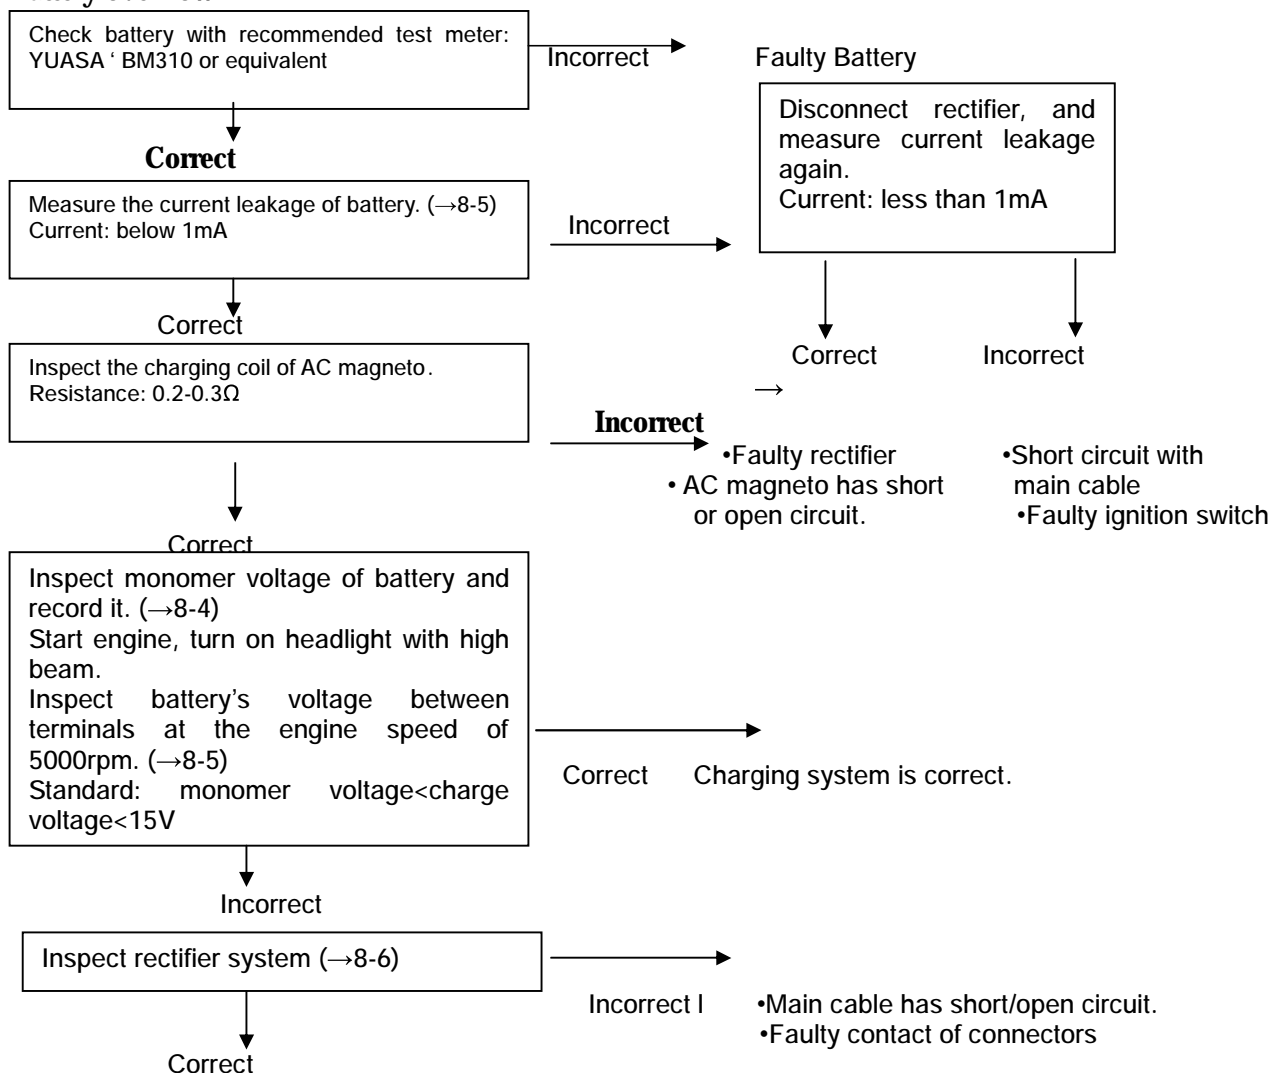 Check battery with recommended test meter:
YUASA ‘ BM310 or equivalent
Incorrect
Faulty Battery
Disconnect rectifier, and
measure current leakage
again.
Current: less than 1mA
Correct
Measure the current leakage of battery. (→8-5)
Current: below 1mA
Incorrect
Correct
Correct
Incorrect
Inspect the charging coil of AC magneto.
Resistance: 0.2-0.3Ω
→
Incorrect
•Faulty rectifier
• AC magneto has short
or open circuit.
•Short circuit with
main cable
•Faulty ignition switch
Correct
Inspect monomer voltage of battery and
record it. (→8-4)
Start engine, turn on headlight with high
beam.
Inspect battery’s voltage between
terminals at the engine speed of
5000rpm. (→8-5)
Standard: monomer voltage<charge
voltage<15V
Correct
Charging system is correct.
Incorrect
Inspect rectifier system (→8-6)
Incorrect l
•Main cable has short/open circuit.
•Faulty contact of connectors
Correct